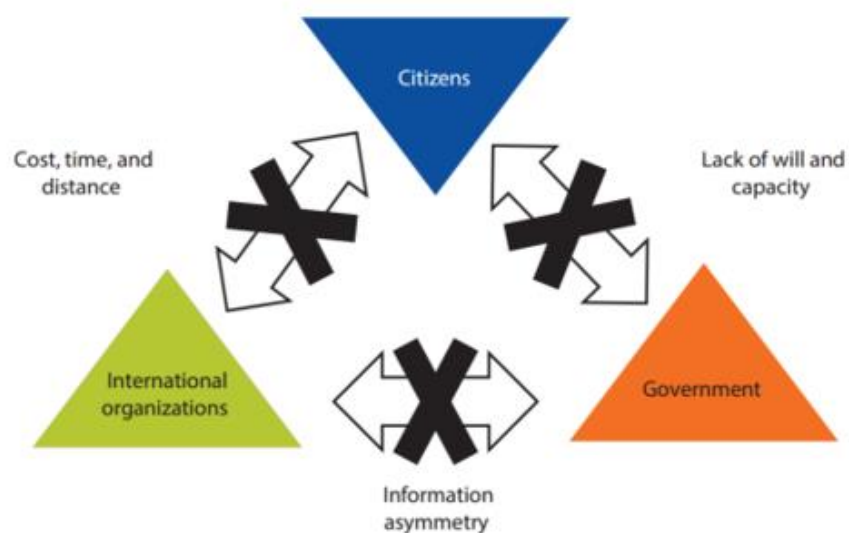 Citizens
Cost, time, and
distance
Lack of will and
capacity
International
organizations
Government
Information
asymmetry